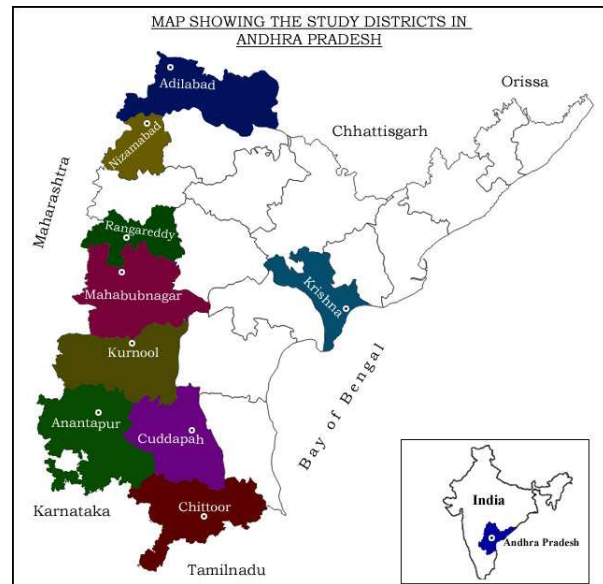 MAP SHOWING THE STUDY DISTRICTS IN
ANDHRA PRADESH
Adilabad
Orissa
Nizamabad
Chhattisgarh
Maharashtra
Rangareddy
Mahabubnagar
Krishna
Kurnool
Bay of Bengal
Anantapur
Cuddapah
Karnataka
Chittoor
Tamilnadu
India
Andhra Pradesh